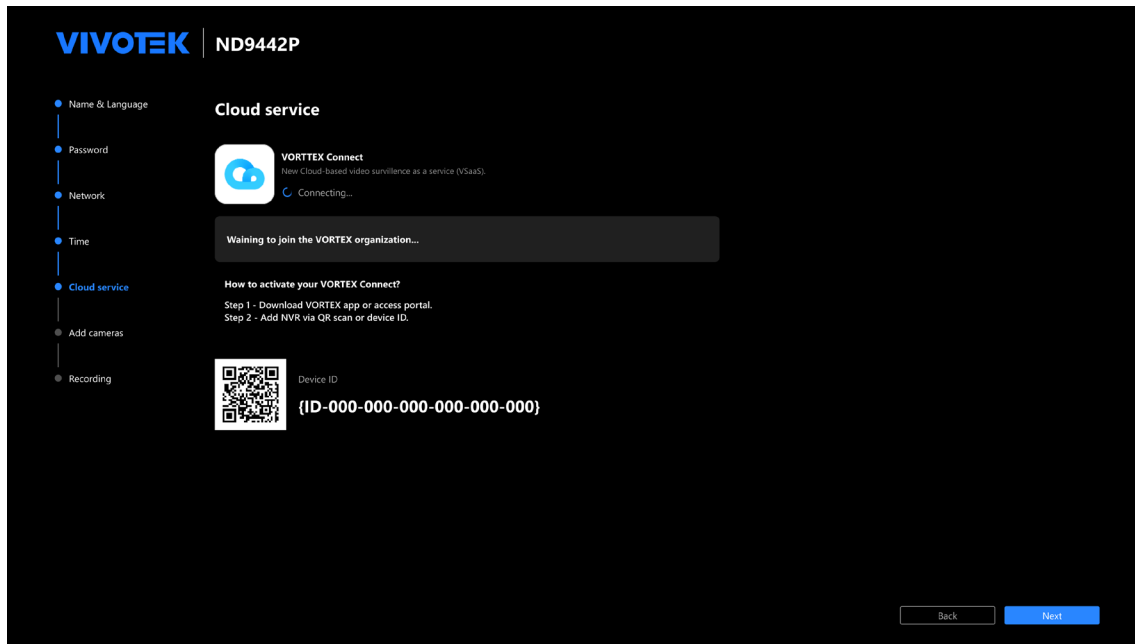 VIVOTEK ND9442P
Name & Language
Password
Network
Time
Cloud service
Add cameras
Recording
Cloud service
VORTTEX Connect
New Cloud-based video survillence as a service (VSaaS).
Connecting...
Waining to join the VORTEX organization...
How to activate your VORTEX Connect?
Step 1 - Download VORTEX app or access portal.
Step 2 - Add NVR via QR scan or device ID.
Device ID
{ID-000-000-000-000-000-000}
Back
Next